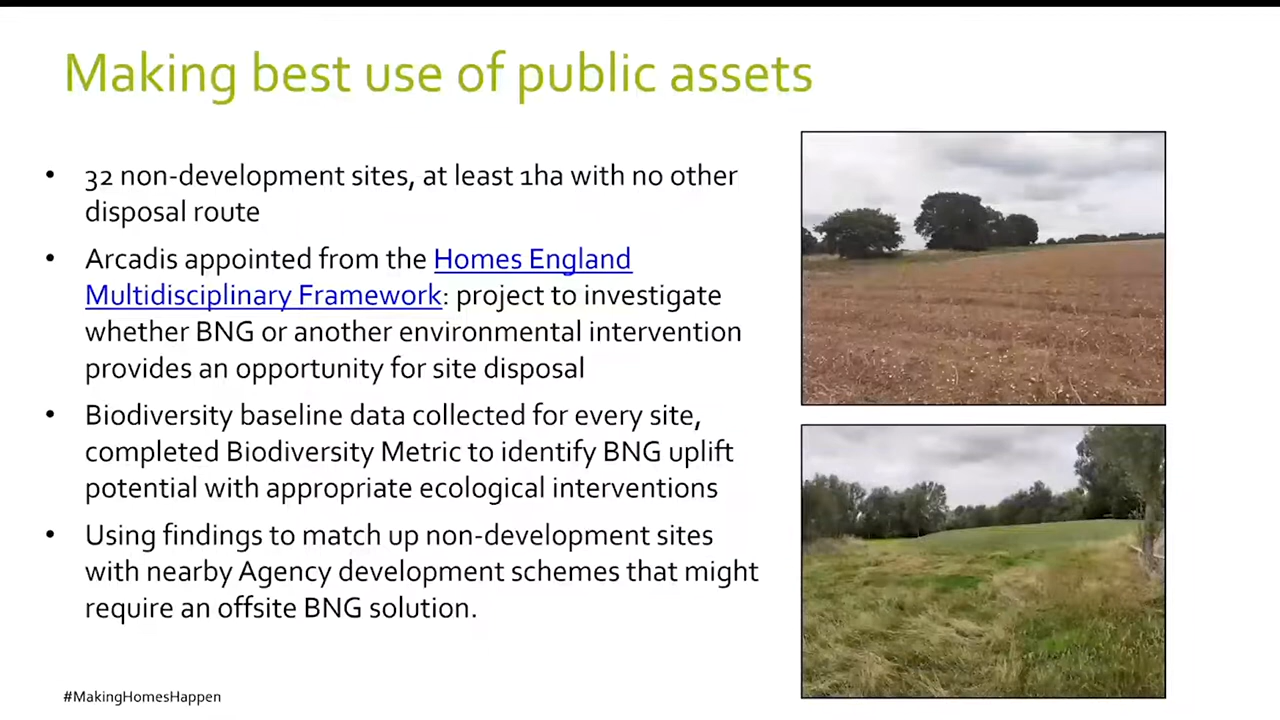 Making best use of public assets
• 32 non-development sites, at least 1ha with no other
disposal route
• Arcadis appointed from the Homes England
Multidisciplinary Framework: project to investigate
whether BNG or another environmental intervention
provides an opportunity for site disposal
• Biodiversity baseline data collected for every site,
completed Biodiversity Metric to identify BNG uplift
potential with appropriate ecological interventions
• Using findings to match up non-development sites
with nearby Agency development schemes that might
require an offsite BNG solution.
#MakingHomesHappen